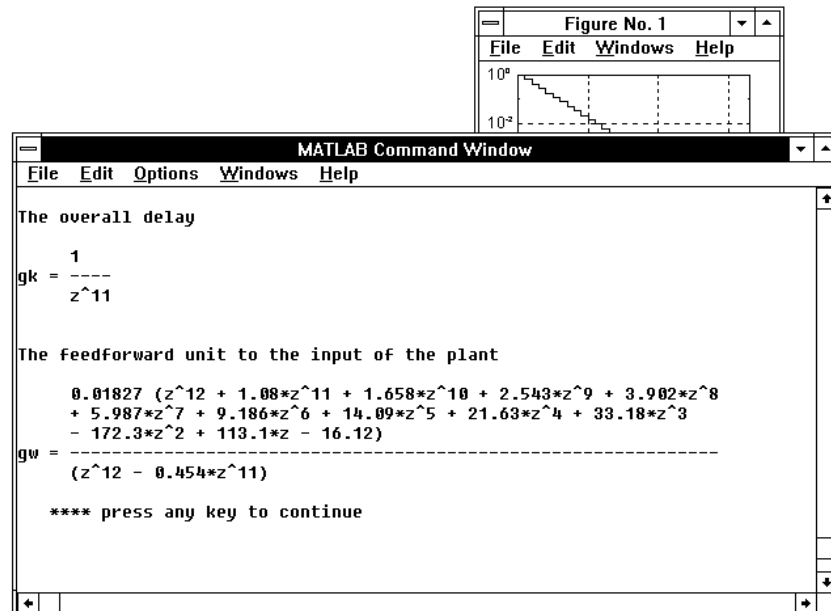 Figure No. 1
File Edit Windows Help
10⁰
10⁻²
MATLAB Command Window
File Edit Options Windows Help
The overall delay
1
gk = ----
z^11
The feedforward unit to the input of the plant
0.01827 (z^12 + 1.08*z^11 + 1.658*z^10 + 2.543*z^9 + 3.902*z^8
+ 5.987*z^7 + 9.186*z^6 + 14.09*z^5 + 21.63*z^4 + 33.18*z^3
- 172.3*z^2 + 113.1*z - 16.12)
gw = --------------------------------------------------------------
(z^12 - 0.454*z^11)
**** press any key to continue